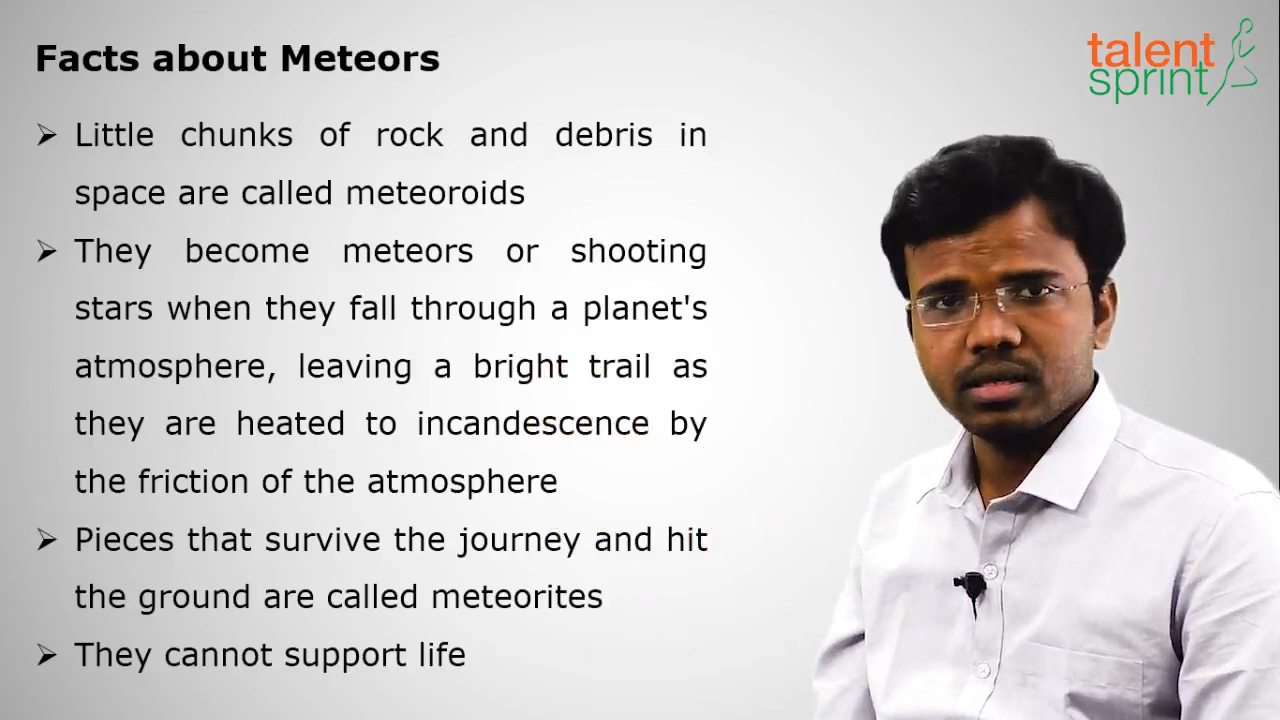 Facts about Meteors
talent
sprint
➢ Little chunks of rock and debris in
space are called meteoroids
➢ They become meteors or shooting
stars when they fall through a planet's
atmosphere, leaving a bright trail as
they are heated to incandescence by
the friction of the atmosphere
➢ Pieces that survive the journey and hit
the ground are called meteorites
➢ They cannot support life